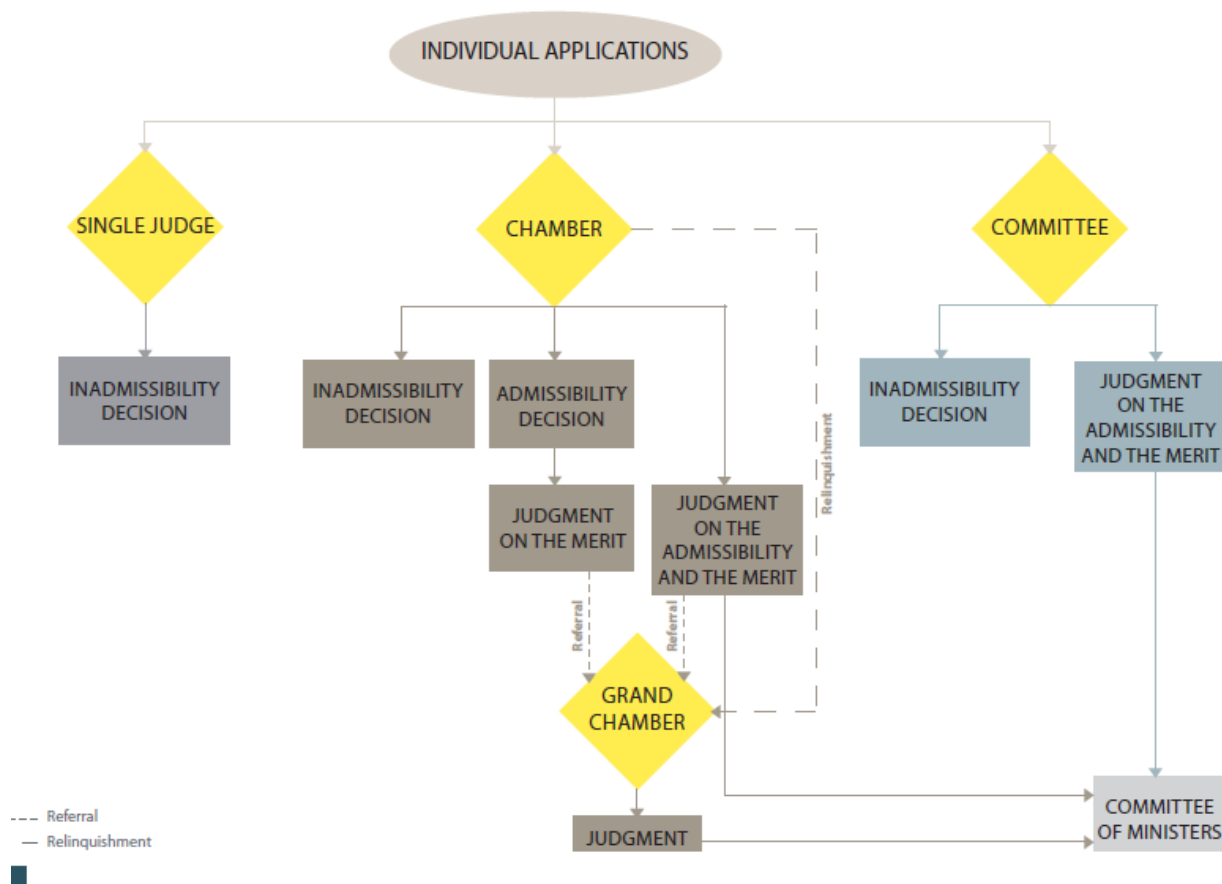 INDIVIDUAL APPLICATIONS
SINGLE JUDGE
CHAMBER
COMMITTEE
INADMISSIBILITY
DECISION
INADMISSIBILITY
DECISION
ADMISSIBILITY
DECISION
INADMISSIBILITY
DECISION
JUDGMENT
ON THE
ADMISSIBILITY
AND THE MERIT
Relinquishment
JUDGMENT
ON THE MERIT
JUDGMENT
ON THE
ADMISSIBILITY
AND THE MERIT
Referral
Referral
GRAND
CHAMBER
COMMITTEE
OF MINISTERS
JUDGMENT
Referral
Relinquishment